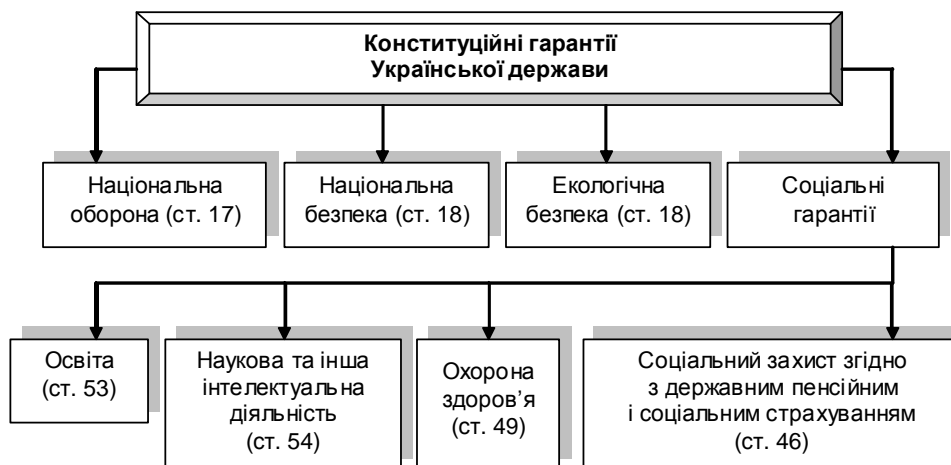 Конституційні гарантії
Української держави
Національна
оборона (ст. 17)
Національна
безпека (ст. 18)
Екологічна
безпека (ст. 18)
Соціальні
гарантії
Освіта
(ст. 53)
Наукова та інша
інтелектуальна
діяльність
(ст. 54)
Охорона
здоров’я
(ст. 49)
Соціальний захист згідно
з державним пенсійним
і соціальним страхуванням
(ст. 46)